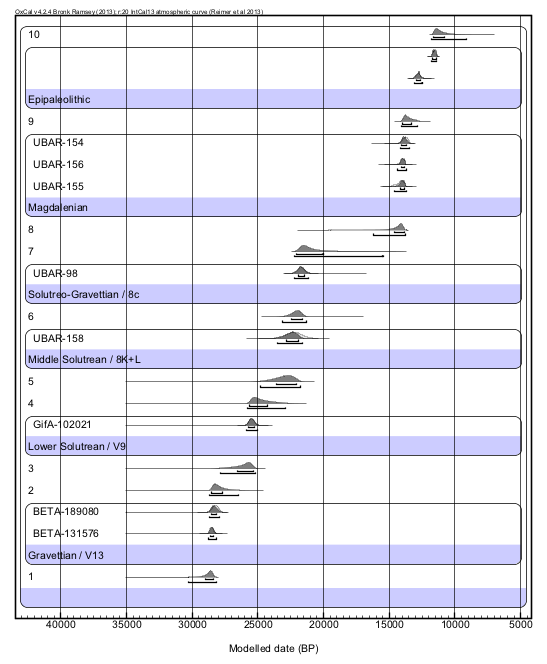 OxCal v4.2.4 Bronk Ramsey (2013); r:20 IntCal13 atmospheric curve (Reimer et al 2013)
10
Epipaleolithic
9
UBAR-154
UBAR-156
UBAR-155
Magdalenian
8
7
UBAR-98
Solutreo-Gravettian / 8c
6
UBAR-158
Middle Solutrean / 8K+L
5
4
GifA-102021
Lower Solutrean / V9
3
2
BETA-189080
BETA-131576
Gravettian / V13
1
40000 35000 30000 25000 20000 15000 10000 5000
Modelled date (BP)